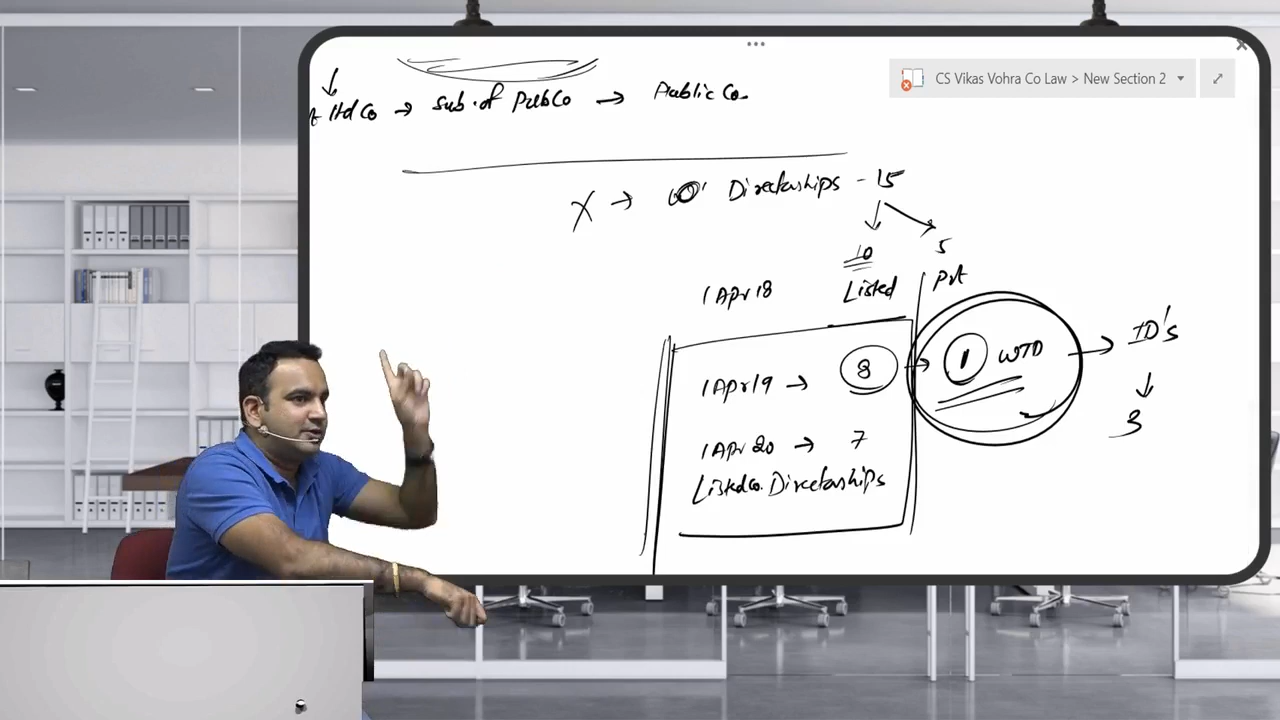 CS Vikas Vohra Co Law > New Section 2
Hd Co → Sub. of Pub Co → Public Co.
X → Directorships - 15
10 5
1 Apr 18 Listed Pvt
1 Apr 19 → 8 → 1 WTD → ID's
1 Apr 20 → 7 3
Listed Co. Directorships